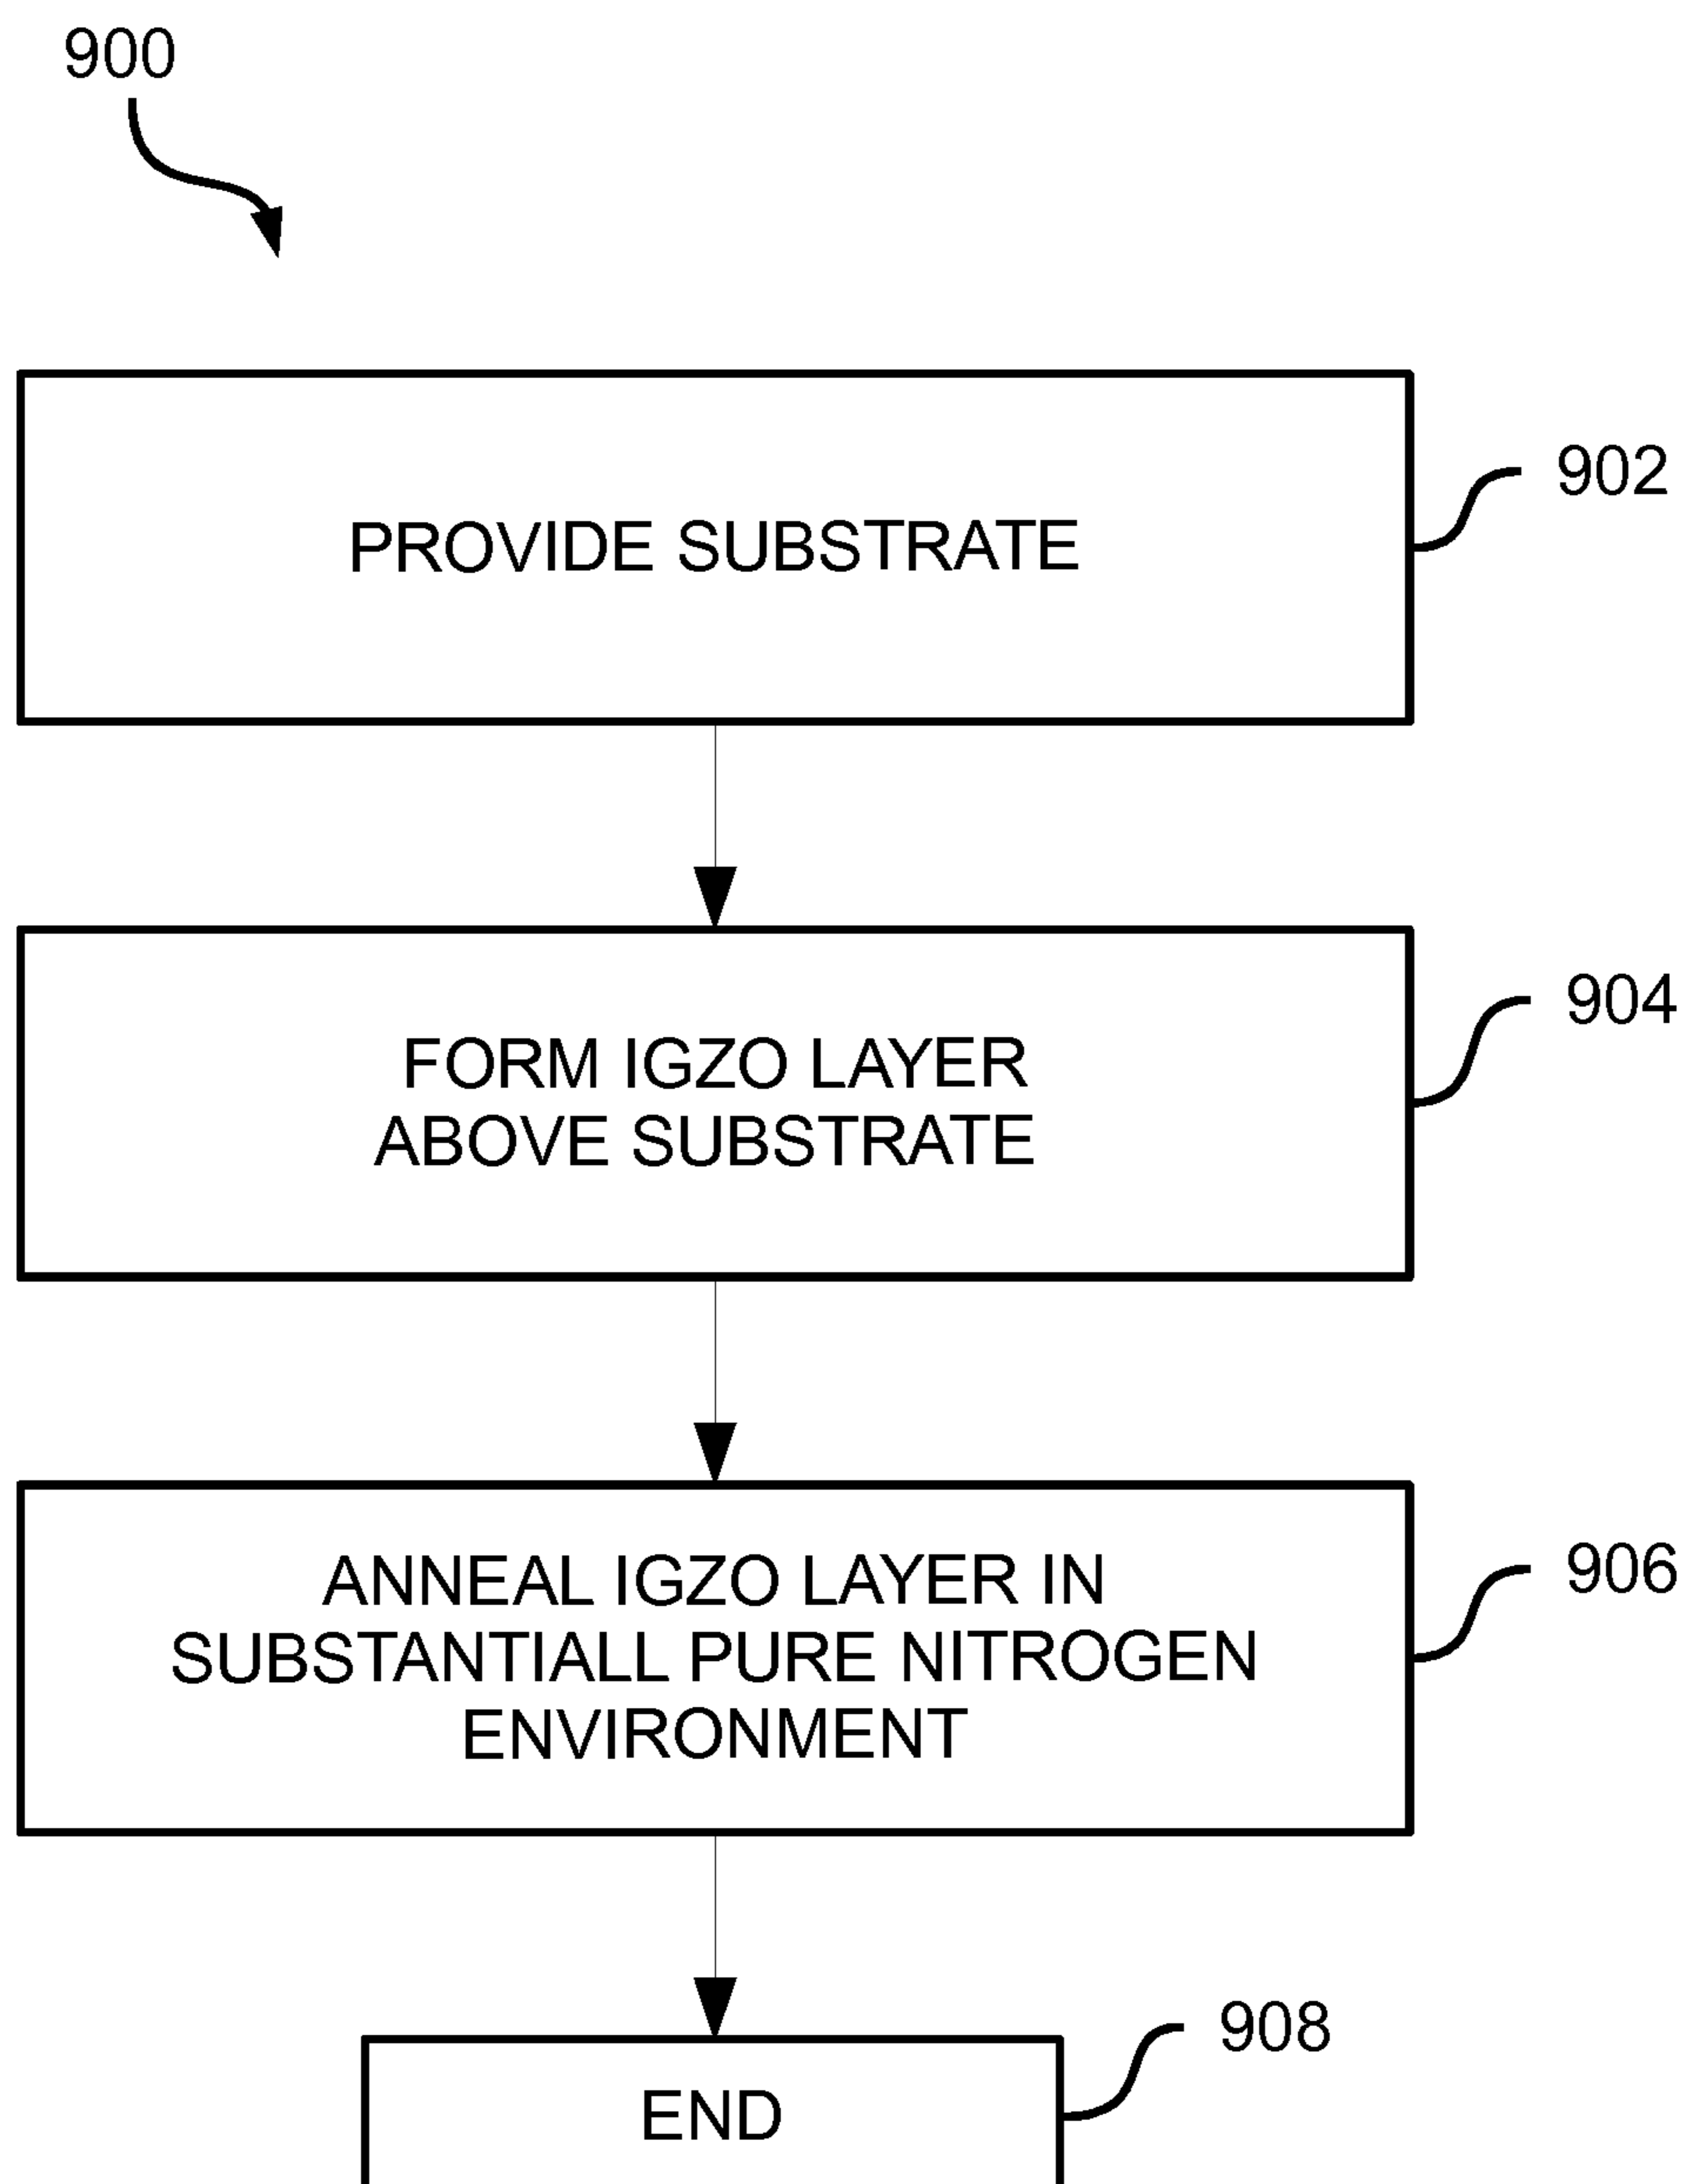 900
PROVIDE SUBSTRATE
902
FORM IGZO LAYER
ABOVE SUBSTRATE
904
ANNEAL IGZO LAYER IN
SUBSTANTIALL PURE NITROGEN
ENVIRONMENT
906
END
908